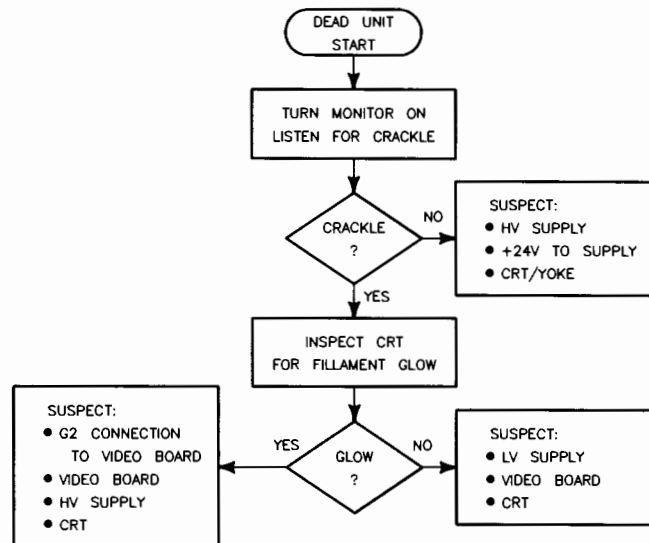 DEAD UNIT
START
TURN MONITOR ON
LISTEN FOR CRACKLE
CRACKLE
?
NO
SUSPECT:
● HV SUPPLY
● +24V TO SUPPLY
● CRT/YOKE
YES
INSPECT CRT
FOR FILLAMENT GLOW
GLOW
?
YES
SUSPECT:
● G2 CONNECTION
TO VIDEO BOARD
● VIDEO BOARD
● HV SUPPLY
● CRT
NO
SUSPECT:
● LV SUPPLY
● VIDEO BOARD
● CRT